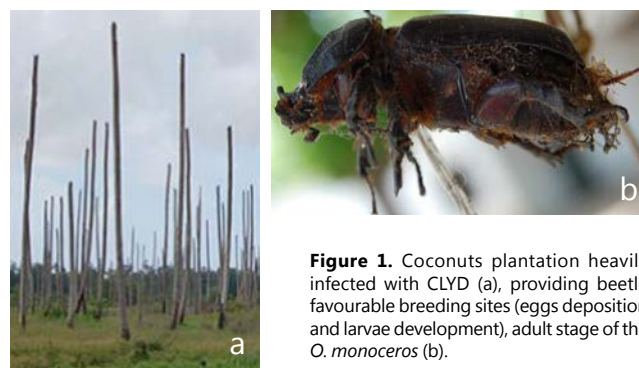 a
b
Figure 1. Coconuts plantation heavil
infected with CLYD (a), providing beetl
favourable breeding sites (eggs deposition
and larvae development), adult stage of th
O. monoceros (b).